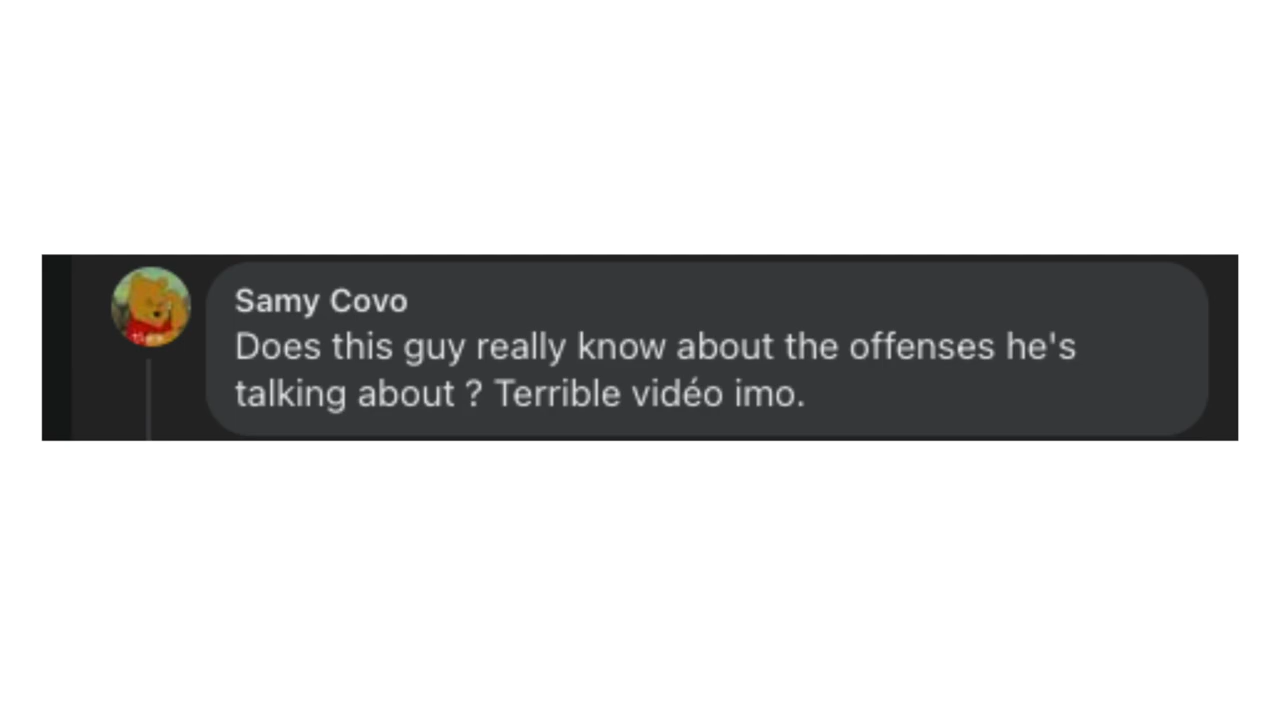 Samy Covo
Does this guy really know about the offenses he's
talking about ? Terrible vidéo imo.